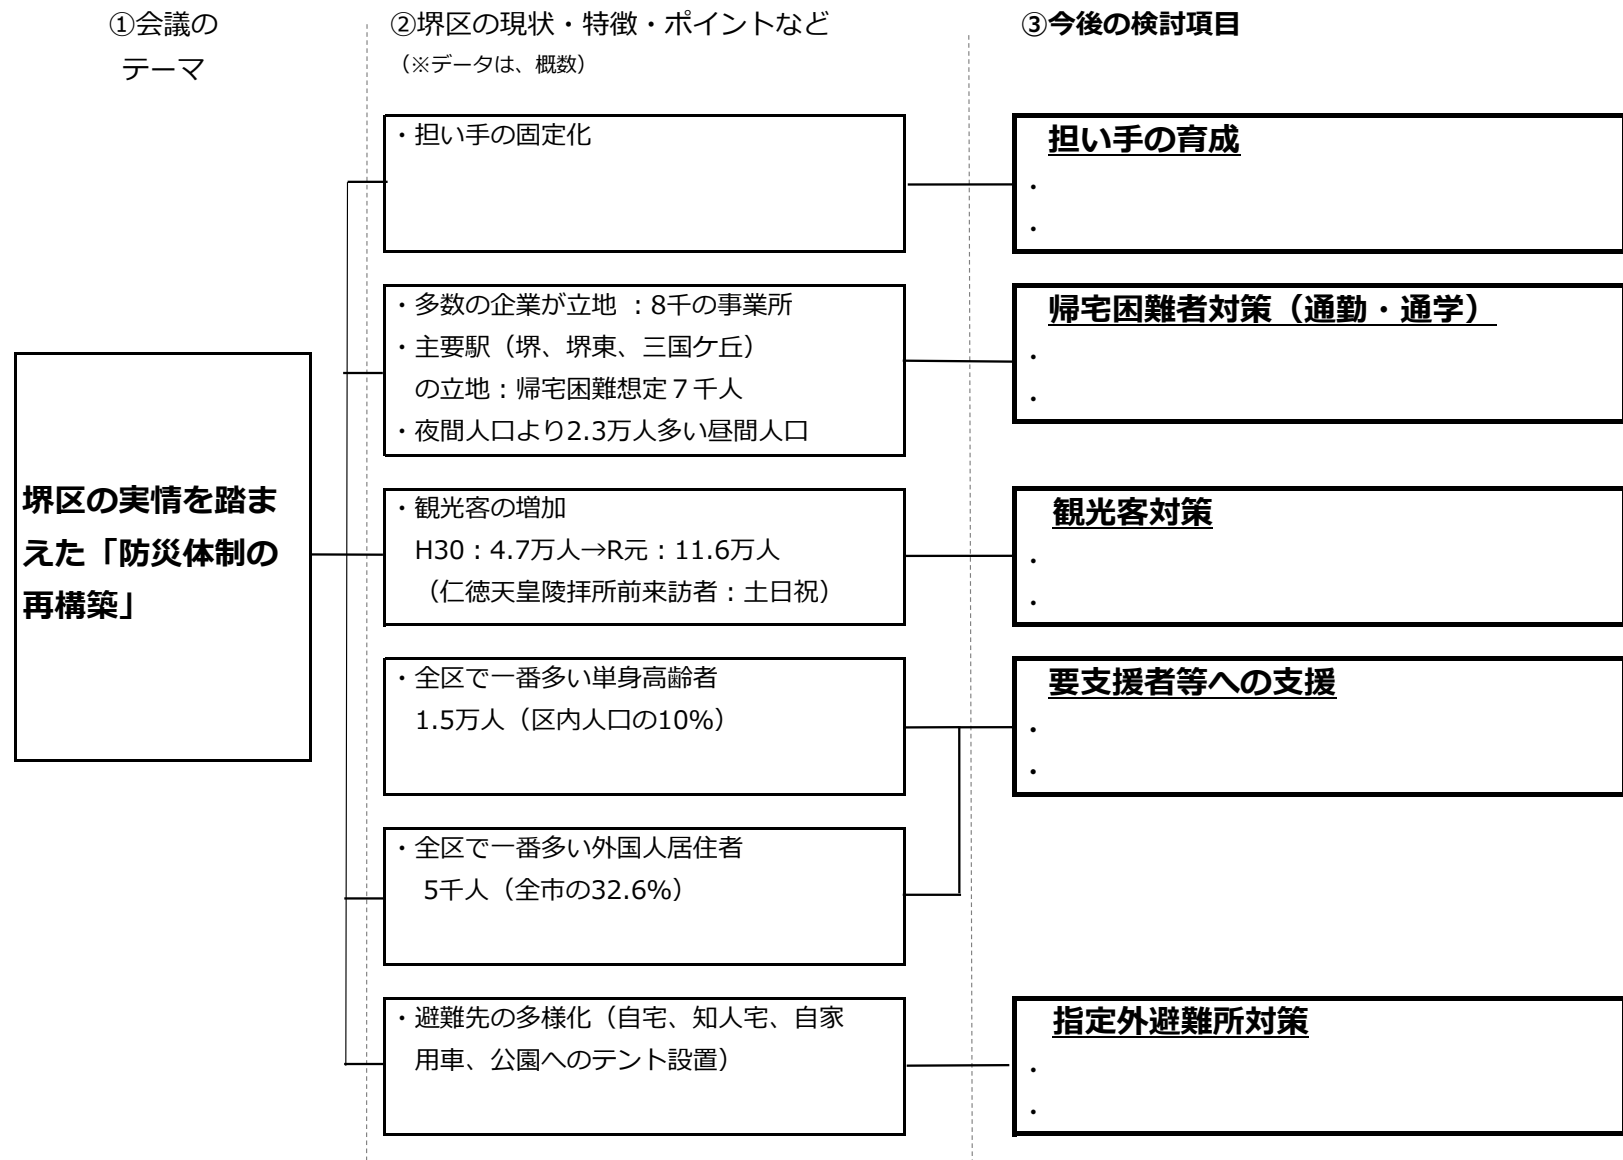 ①会議の
テーマ
②堺区の現状・特徴・ポイントなど
（※データは、概数）
③今後の検討項目
堺区の実情を踏ま
えた「防災体制の
再構築」
・担い手の固定化
担い手の育成
・
・
・多数の企業が立地 ：8千の事業所
・主要駅（堺、堺東、三国ケ丘）
の立地：帰宅困難想定７千人
・夜間人口より2.3万人多い昼間人口
帰宅困難者対策（通勤・通学）
・
・
・観光客の増加
H30：4.7万人→R元：11.6万人
（仁徳天皇陵拝所前来訪者：土日祝）
観光客対策
・
・
・全区で一番多い単身高齢者
1.5万人（区内人口の10%）
要支援者等への支援
・
・
・全区で一番多い外国人居住者
5千人（全市の32.6%）
・避難先の多様化（自宅、知人宅、自家
用車、公園へのテント設置）
指定外避難所対策
・
・